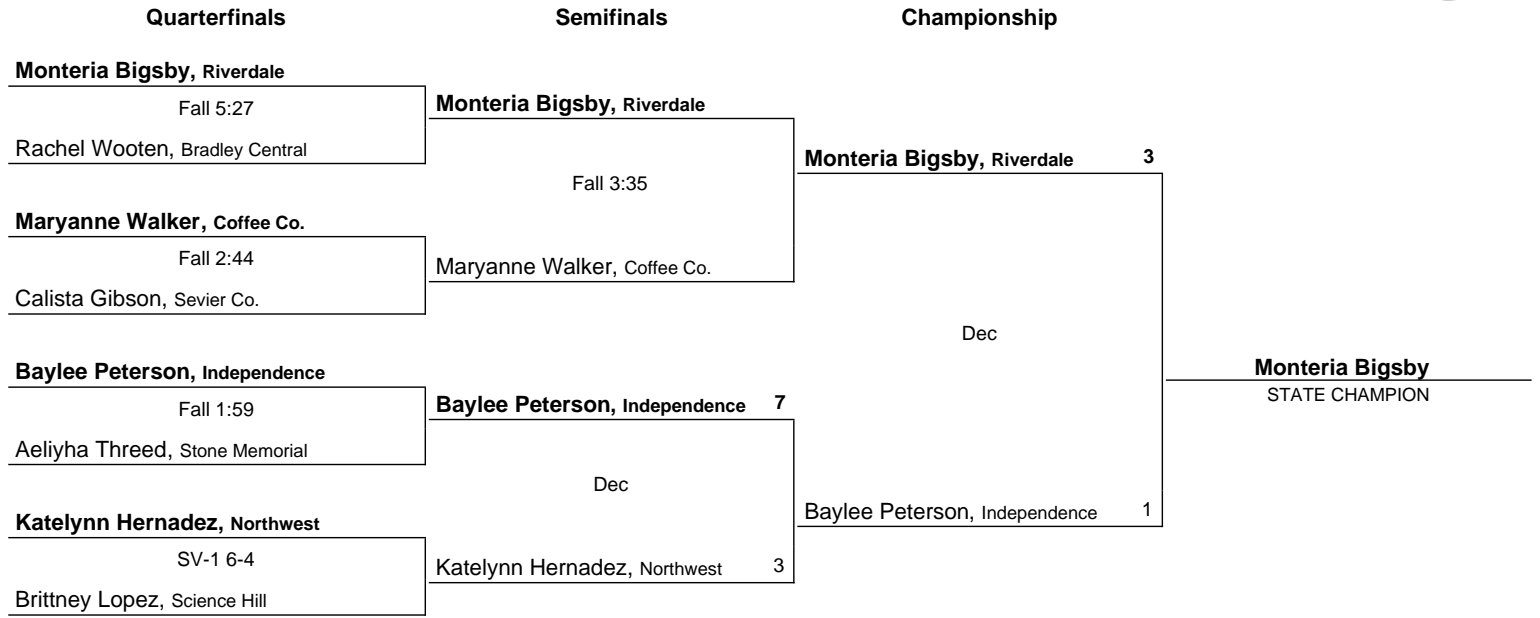 Quarterfinals Semifinals Championship
Monteria Bigsby, Riverdale
Fall 5:27
Rachel Wooten, Bradley Central
Maryanne Walker, Coffee Co.
Fall 2:44
Calista Gibson, Sevier Co.
Baylee Peterson, Independence
Fall 1:59
Aeliyha Threed, Stone Memorial
Katelynn Hernadez, Northwest
SV-1 6-4
Brittney Lopez, Science Hill
Monteria Bigsby, Riverdale
Fall 3:35
Maryanne Walker, Coffee Co.
Baylee Peterson, Independence 7
Dec
Katelynn Hernadez, Northwest 3
Monteria Bigsby, Riverdale 3
Dec
Baylee Peterson, Independence 1
Monteria Bigsby
STATE CHAMPION